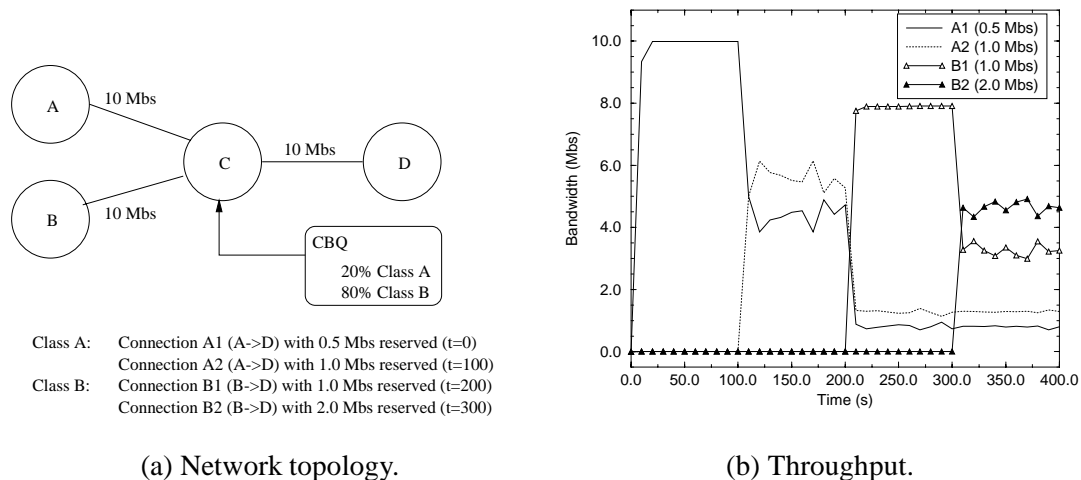 A
10 Mbs
C
10 Mbs
D
B
10 Mbs
CBQ
20% Class A
80% Class B
Class A: Connection A1 (A->D) with 0.5 Mbs reserved (t=0)
Connection A2 (A->D) with 1.0 Mbs reserved (t=100)
Class B: Connection B1 (B->D) with 1.0 Mbs reserved (t=200)
Connection B2 (B->D) with 2.0 Mbs reserved (t=300)
(a) Network topology.
A1 (0.5 Mbs)
A2 (1.0 Mbs)
B1 (1.0 Mbs)
B2 (2.0 Mbs)
10.0
8.0
6.0
4.0
2.0
0.0
Bandwidth (Mbs)
0.0 50.0 100.0 150.0 200.0 250.0 300.0 350.0 400.0
Time (s)
(b) Throughput.